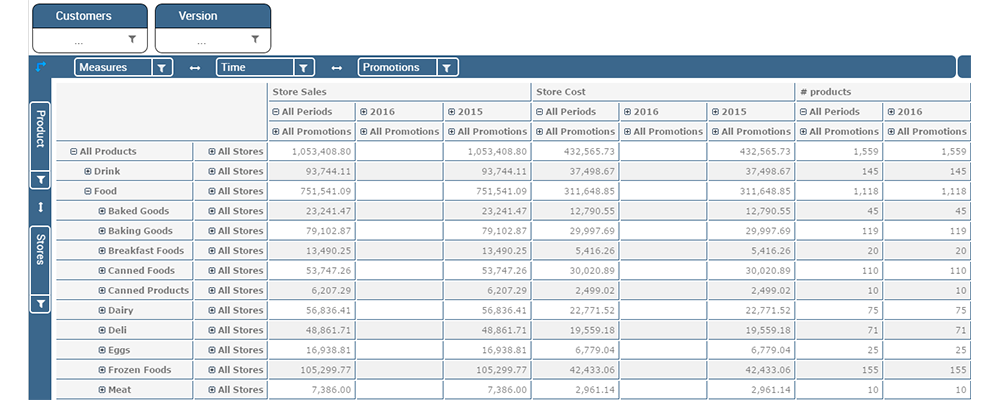 Customers Version
... ...
Measures Time Promotions
Product
Stores
Store Sales Store Cost # products
All Periods 2016 2015 All Periods 2016 2015 All Periods 2016
All Promotions All Promotions All Promotions All Promotions All Promotions All Promotions All Promotions All Promotions
All Products All Stores 1,053,408.80 1,053,408.80 432,565.73 432,565.73 1,559 1,559
Drink All Stores 93,744.11 93,744.11 37,498.67 37,498.67 145 145
Food All Stores 751,541.09 751,541.09 311,648.85 311,648.85 1,118 1,118
Baked Goods All Stores 23,241.47 23,241.47 12,790.55 12,790.55 45 45
Baking Goods All Stores 79,102.87 79,102.87 29,997.69 29,997.69 119 119
Breakfast Foods All Stores 13,490.25 13,490.25 5,416.26 5,416.26 20 20
Canned Foods All Stores 53,747.26 53,747.26 30,020.89 30,020.89 110 110
Canned Products All Stores 6,207.29 6,207.29 2,499.02 2,499.02 10 10
Dairy All Stores 56,836.41 56,836.41 22,771.52 22,771.52 75 75
Deli All Stores 48,861.71 48,861.71 19,559.18 19,559.18 71 71
Eggs All Stores 16,938.81 16,938.81 6,779.04 6,779.04 25 25
Frozen Foods All Stores 105,299.77 105,299.77 42,433.06 42,433.06 155 155
Meat All Stores 7,386.00 7,386.00 2,961.14 2,961.14 10 10